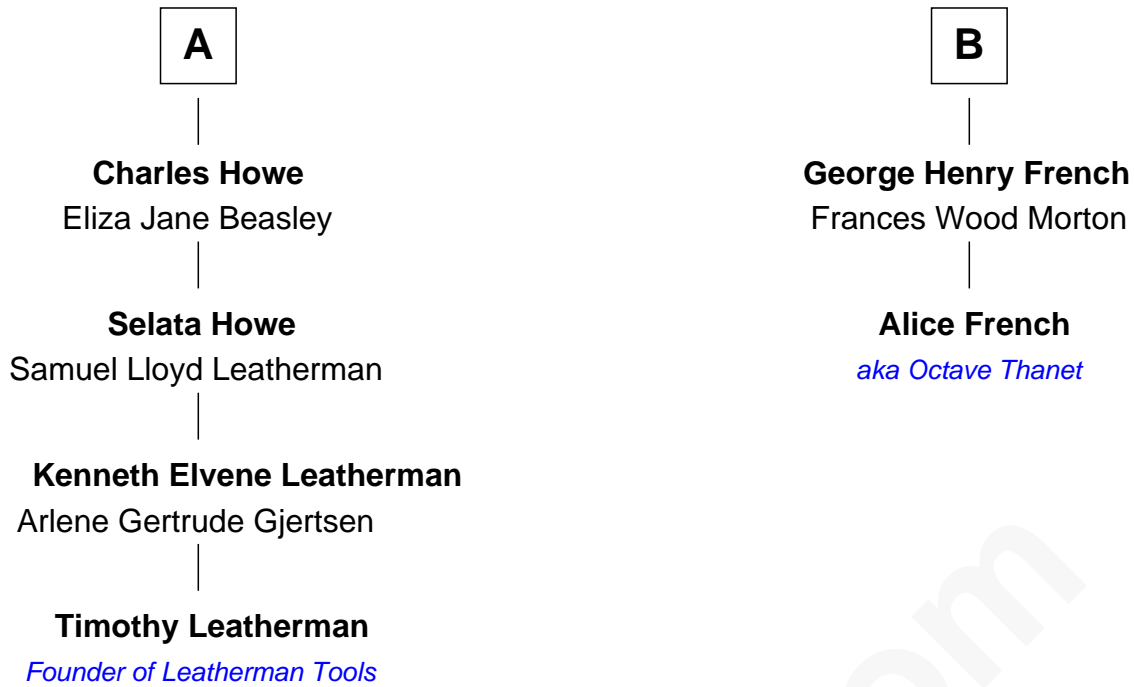 A
Charles Howe
Eliza Jane Beasley
Selata Howe
Samuel Lloyd Leatherman
Kenneth Elvene Leatherman
Arlene Gertrude Gjertsen
Timothy Leatherman
Founder of Leatherman Tools
B
George Henry French
Frances Wood Morton
Alice French
aka Octave Thanet